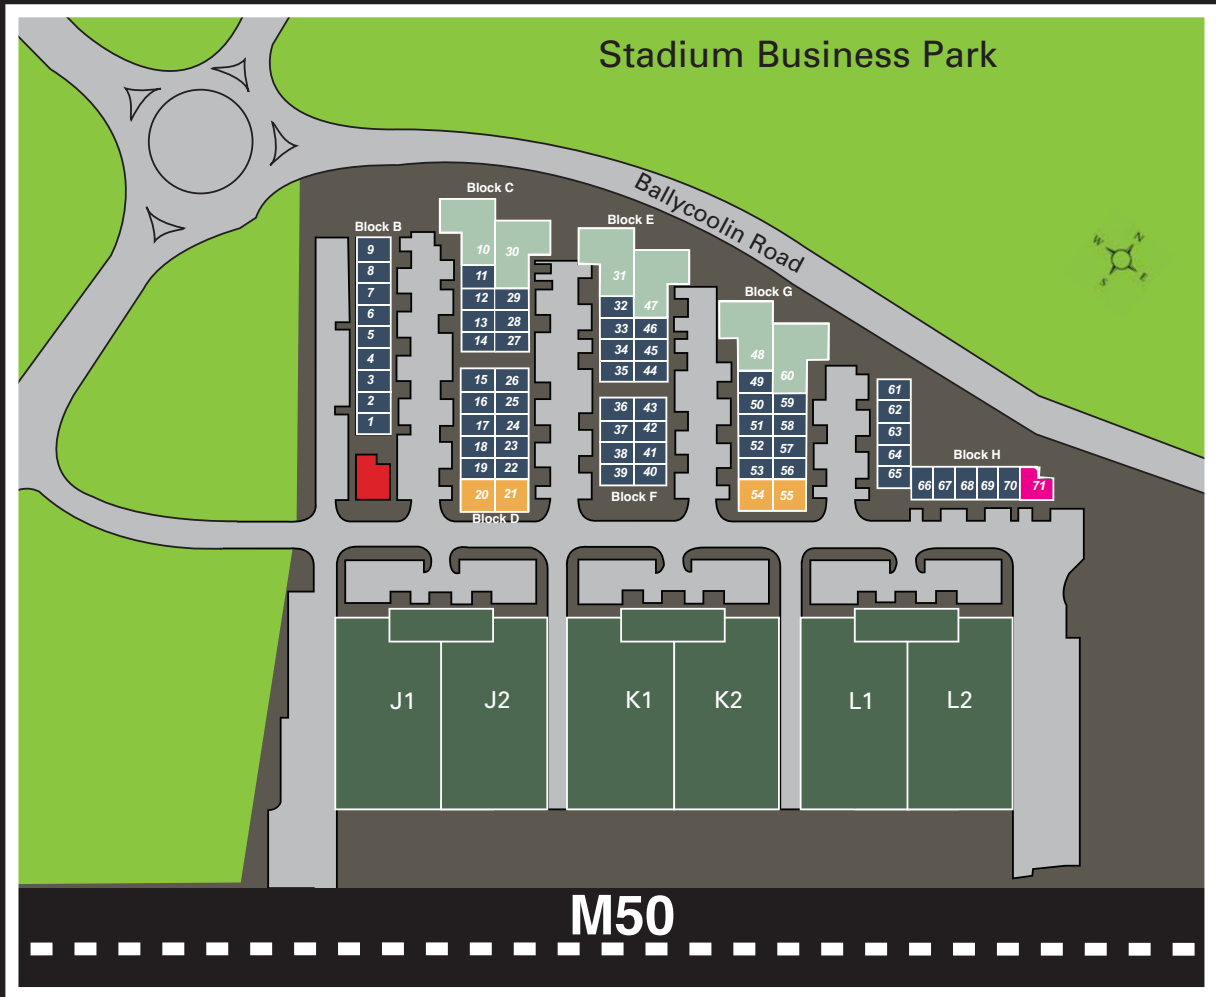 Stadium Business Park
Ballycoolin Road
N
W
E
S
Block C
Block B
Block E
Block G
Block H
Block F
Block D
9
8
7
6
5
4
3
2
1
10 30
11
12 29
13 28
14 27
15 26
16 25
17 24
18 23
19 22
20 21
31
47
32
33 46
34 45
35 44
36 43
37 42
38 41
39 40
48
60
49
50 59
51 58
52 57
53 56
54 55
61
62
63
64
65
66 67 68 69 70 71
J1 J2 K1 K2 L1 L2
M50